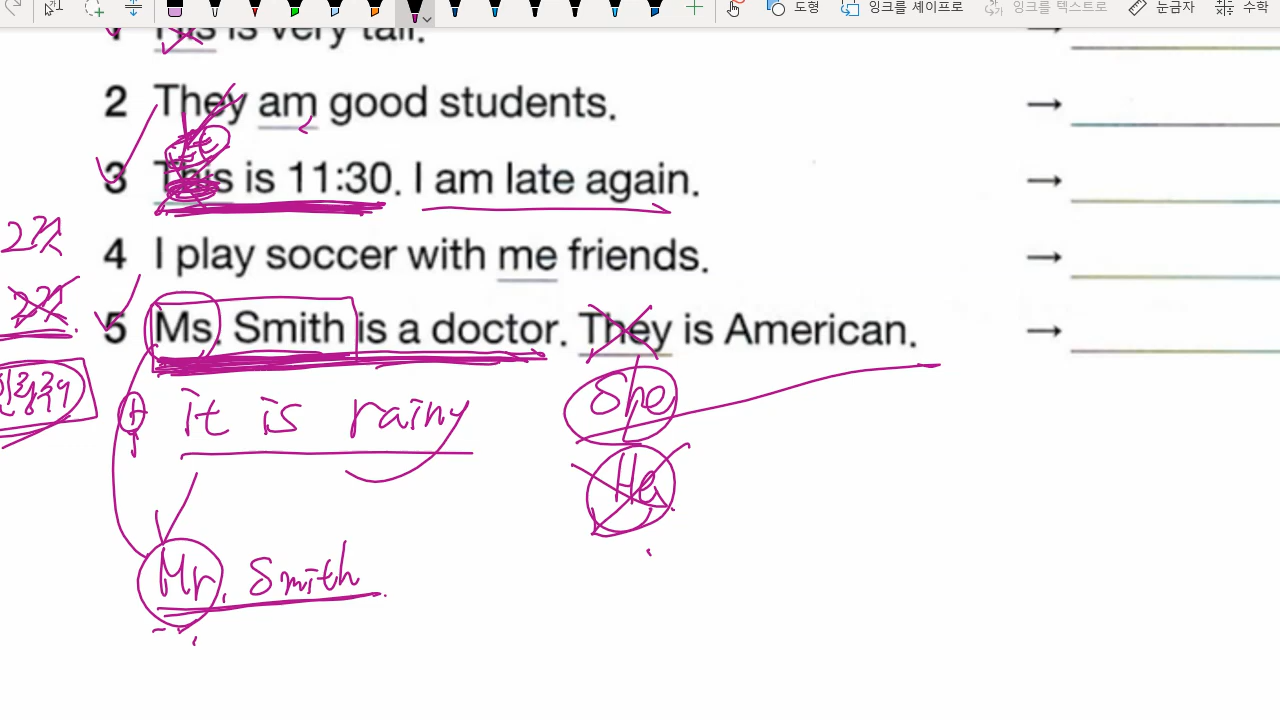 도형 잉크를 셰이프로 잉크를 텍스트로 눈금자 수학
is very tall.
2 They am good students. →
It
3 This is 11:30. I am late again. →
4 I play soccer with me friends. →
5 Ms. Smith is a doctor. They is American. →
it is rainy
She
He
Mr. Smith